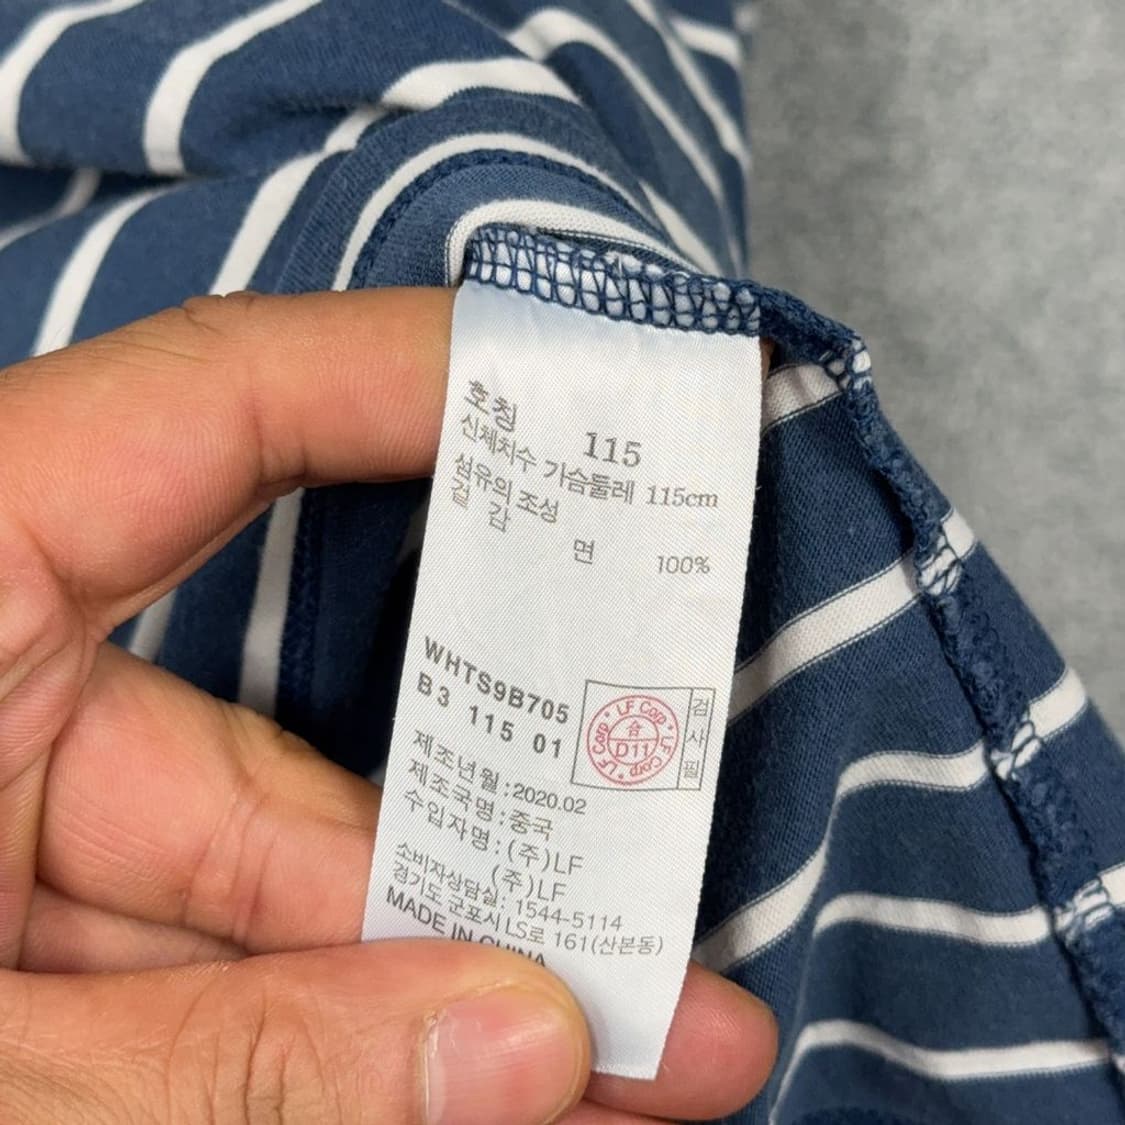 호칭 115
신체치수 가슴둘레 115cm
섬유의 조성
겉 감
면 100%
WHTS9B705
B3 115 01
LF Corp · LF Corp · LF Corp
合
D11
검사필
제조년월:2020.02
제조국명:중국
수입자명:(주)LF
(주)LF
소비자상담실: 1544-5114
경기도 군포시 LS로 161(산본동)
MADE IN CHINA